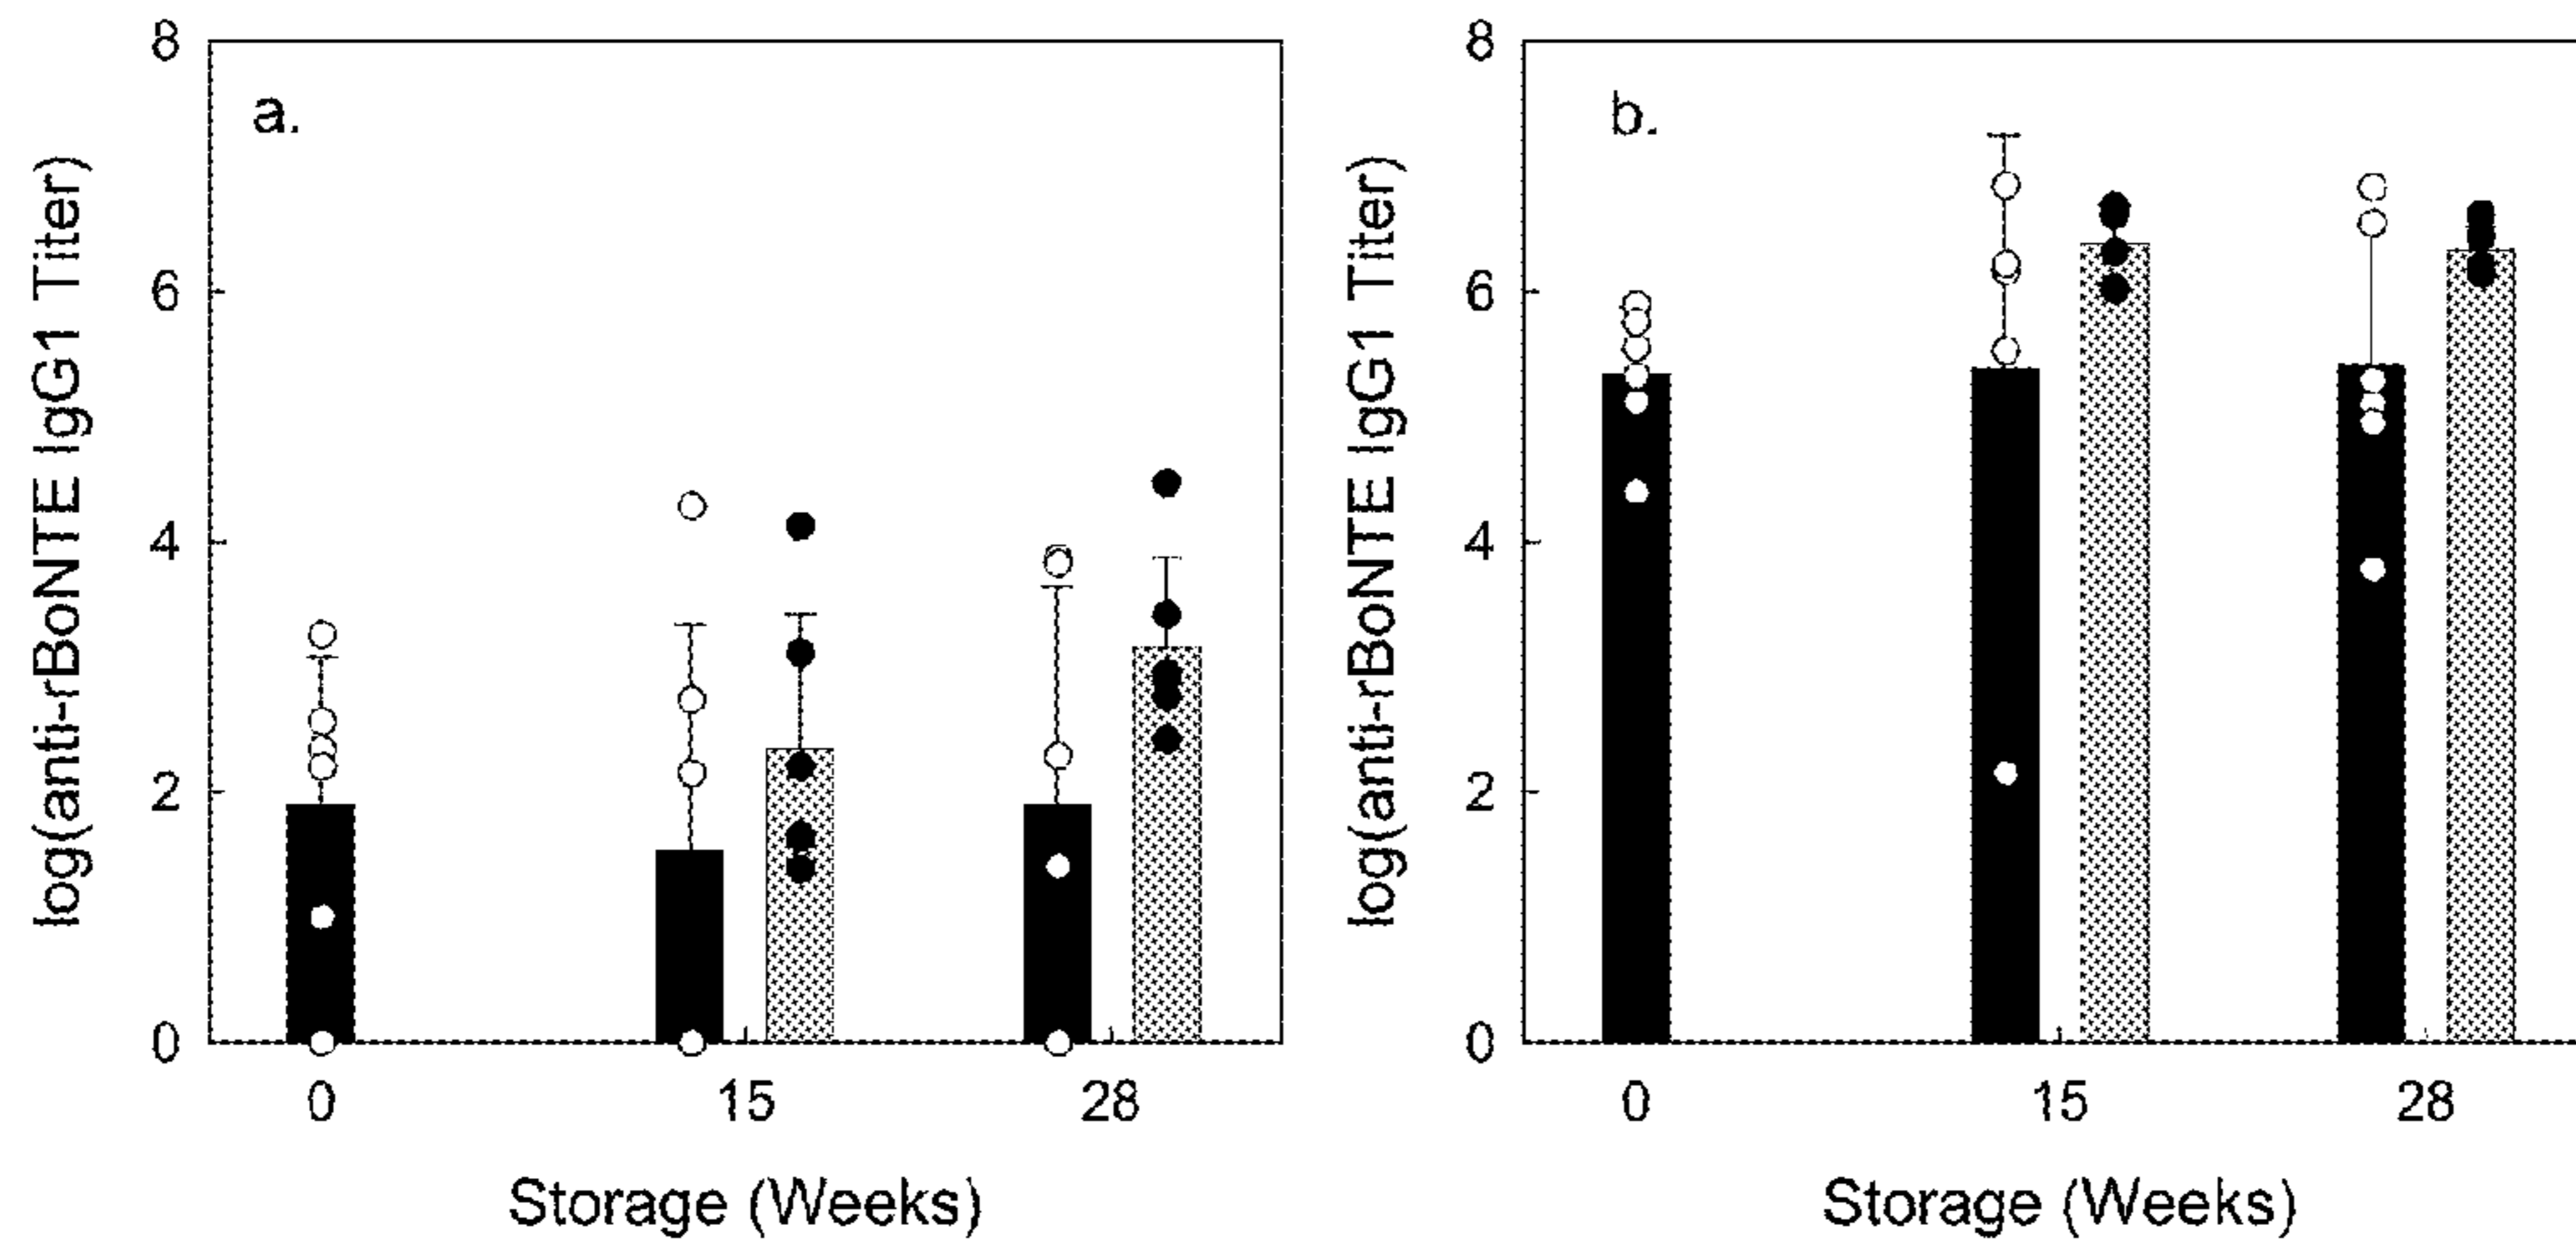 a.
log(anti-rBoNTE IgG1 Titer)
8
6
4
2
0
0 15 28
Storage (Weeks)
b.
log(anti-rBoNTE IgG1 Titer)
8
6
4
2
0
0 15 28
Storage (Weeks)